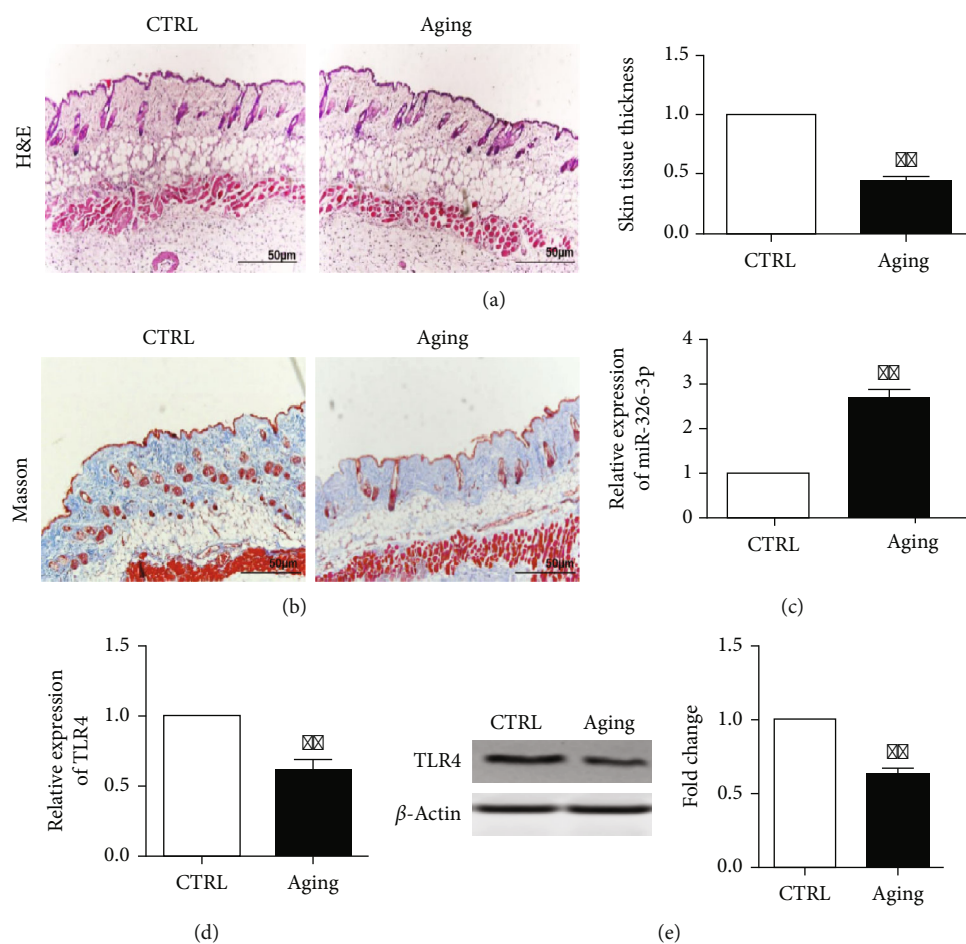 CTRL
Aging
H&E
50μm
50μm
Skin tissue thickness
1.5
1.0
0.5
0.0
CTRL
Aging
(a)
CTRL
Aging
Masson
50μm
50μm
(b)
Relative expression
of miR-326-3p
4
3
2
1
0
CTRL
Aging
(c)
Relative expression
of TLR4
1.5
1.0
0.5
0.0
CTRL
Aging
(d)
CTRL
Aging
TLR4
β-Actin
Fold change
1.5
1.0
0.5
0.0
CTRL
Aging
(e)